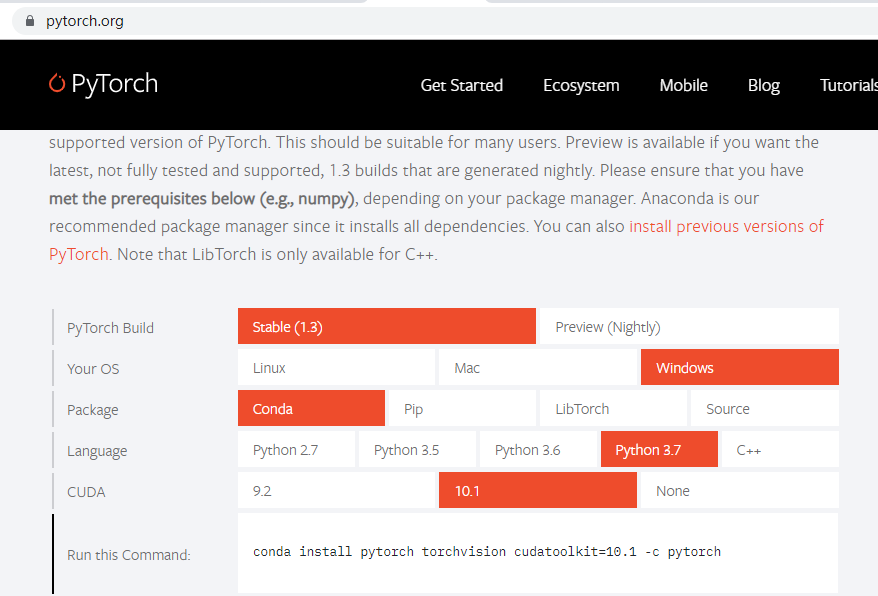 pytorch.org
PyTorch
Get Started Ecosystem Mobile Blog Tutorials
supported version of PyTorch. This should be suitable for many users. Preview is available if you want the
latest, not fully tested and supported, 1.3 builds that are generated nightly. Please ensure that you have
met the prerequisites below (e.g., numpy), depending on your package manager. Anaconda is our
recommended package manager since it installs all dependencies. You can also install previous versions of
PyTorch. Note that LibTorch is only available for C++.
PyTorch Build Stable (1.3) Preview (Nightly)
Your OS Linux Mac Windows
Package Conda Pip LibTorch Source
Language Python 2.7 Python 3.5 Python 3.6 Python 3.7 C++
CUDA 9.2 10.1 None
Run this Command: conda install pytorch torchvision cudatoolkit=10.1 -c pytorch